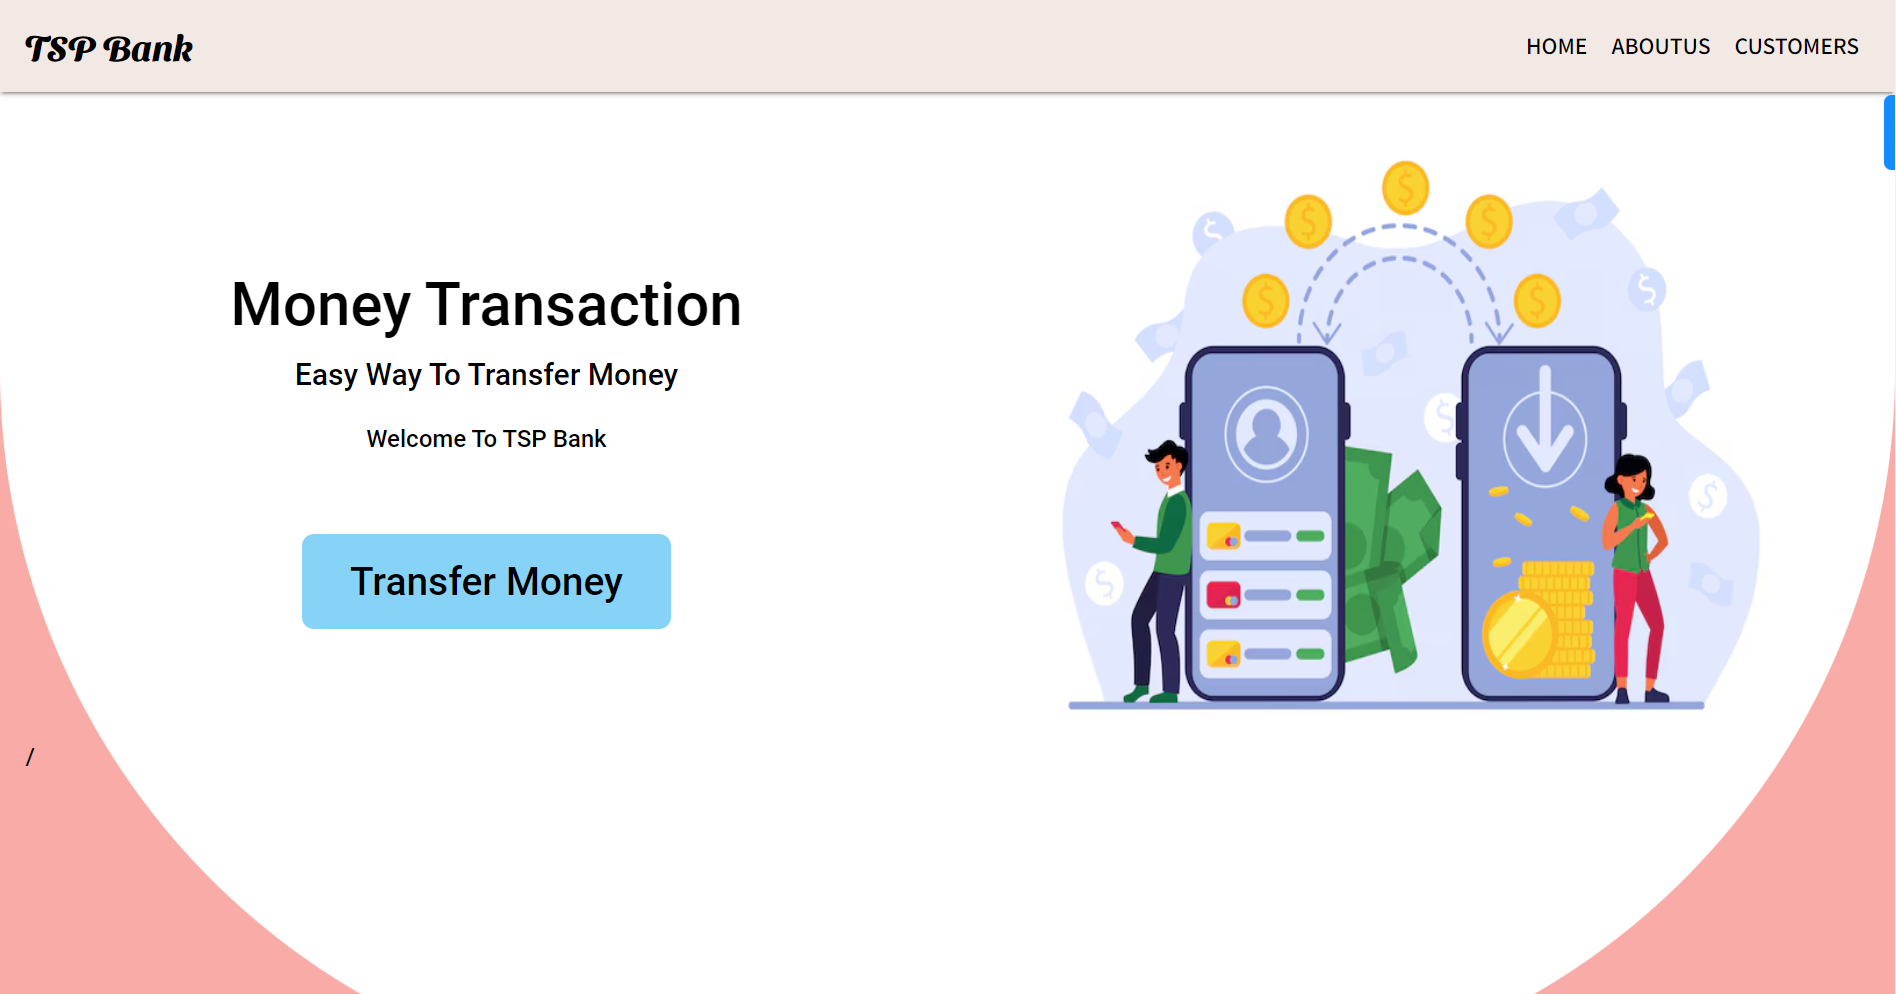 TSP Bank
HOME ABOUTUS CUSTOMERS
Money Transaction
Easy Way To Transfer Money
Welcome To TSP Bank
Transfer Money
/